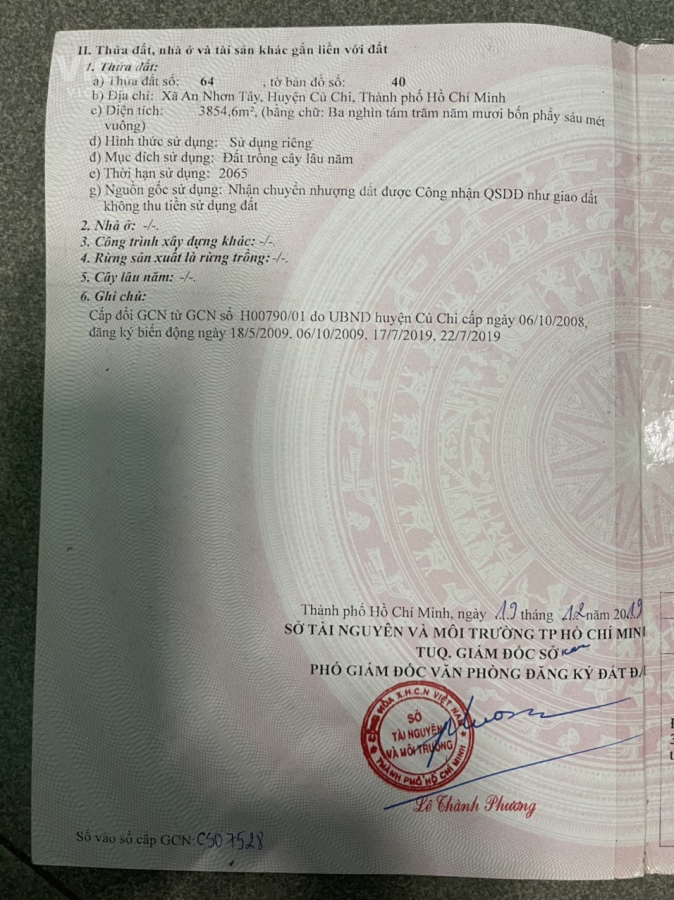 II. Thửa đất, nhà ở và tài sản khác gắn liền với đất
1. Thửa đất:
a) Thửa đất số: 64 , tờ bản đồ số: 40
b) Địa chỉ: Xã An Nhơn Tây, Huyện Củ Chi, Thành phố Hồ Chí Minh
c) Diện tích: 3854,6m², (bằng chữ: Ba nghìn tám trăm năm mươi bốn phẩy sáu mét
vuông)
d) Hình thức sử dụng: Sử dụng riêng
đ) Mục đích sử dụng: Đất trồng cây lâu năm
e) Thời hạn sử dụng: 2065
g) Nguồn gốc sử dụng: Nhận chuyển nhượng đất được Công nhận QSDĐ như giao đất
không thu tiền sử dụng đất
2. Nhà ở: -/-.
3. Công trình xây dựng khác: -/-.
4. Rừng sản xuất là rừng trồng: -/-.
5. Cây lâu năm: -/-.
6. Ghi chú:
Cấp đổi GCN từ GCN số H00790/01 do UBND huyện Củ Chi cấp ngày 06/10/2008,
đăng ký biến động ngày 18/5/2009, 06/10/2009, 17/7/2019, 22/7/2019
Thành phố Hồ Chí Minh, ngày 19 tháng 12 năm 2019
SỞ TÀI NGUYÊN VÀ MÔI TRƯỜNG TP HỒ CHÍ MINH
TUQ. GIÁM ĐỐC SỞ
PHÓ GIÁM ĐỐC VĂN PHÒNG ĐĂNG KÝ ĐẤT ĐA
CỘNG HÒA X.H.C.N VIỆT NAM
SỞ
TÀI NGUYÊN
VÀ MÔI TRƯỜNG
THÀNH PHỐ HỒ CHÍ MINH
Lê Thành Phương
Số vào sổ cấp GCN: CS07528